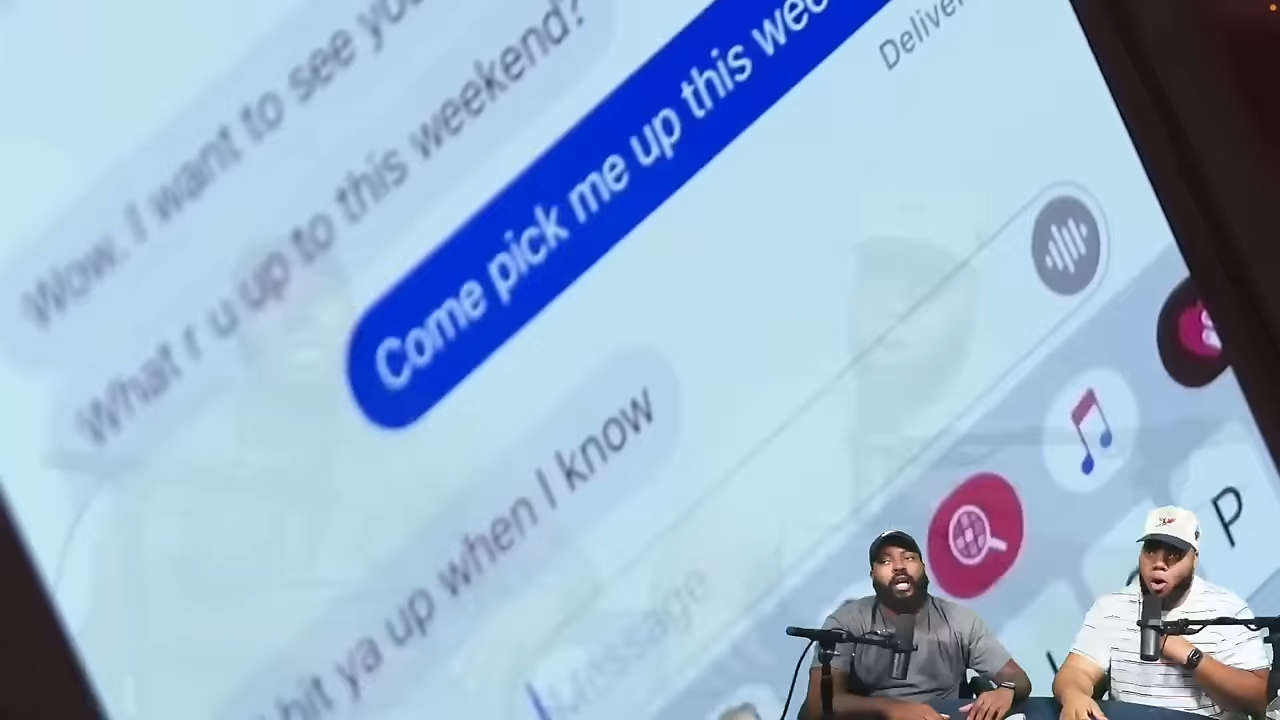 Wow. I want to see you
What r u up to this weekend?
Come pick me up this wee
Deliver
hit ya up when I know
Message
P